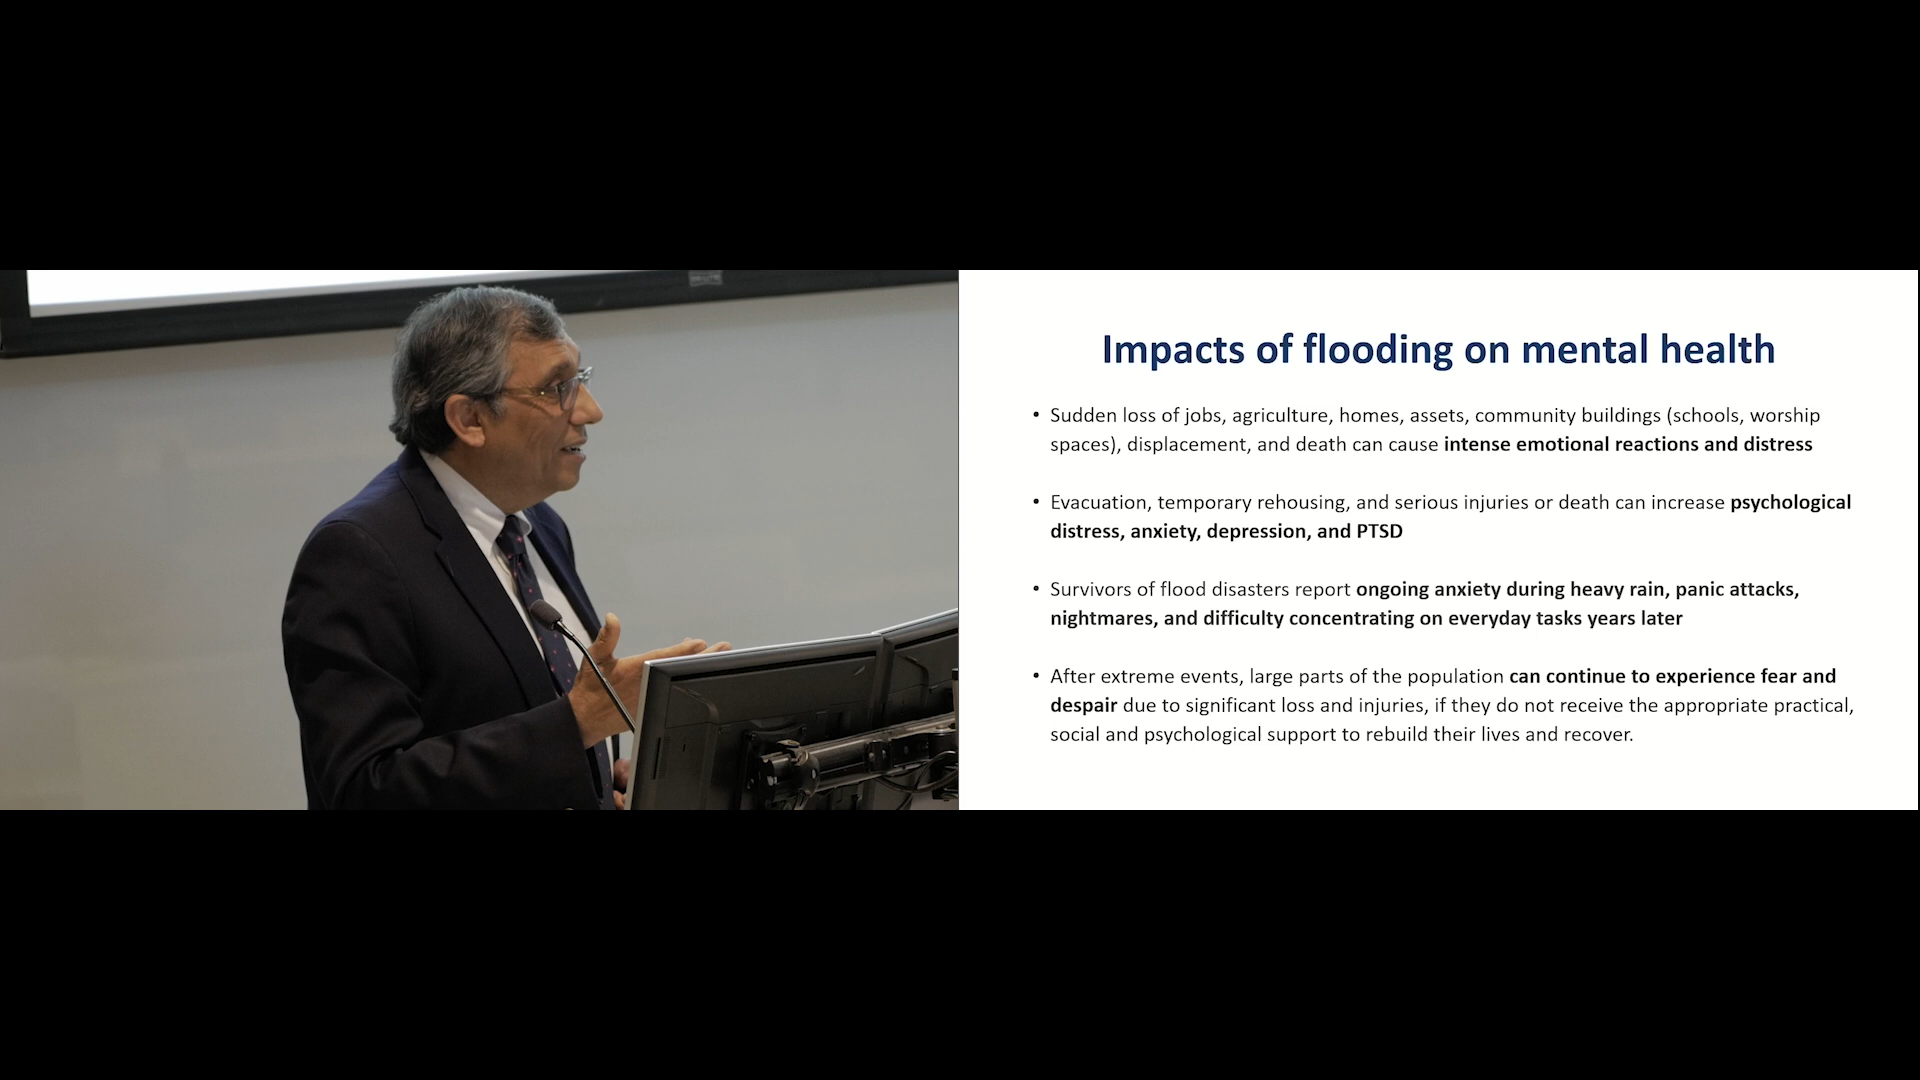 Impacts of flooding on mental health
• Sudden loss of jobs, agriculture, homes, assets, community buildings (schools, worship
spaces), displacement, and death can cause intense emotional reactions and distress
• Evacuation, temporary rehousing, and serious injuries or death can increase psychological
distress, anxiety, depression, and PTSD
• Survivors of flood disasters report ongoing anxiety during heavy rain, panic attacks,
nightmares, and difficulty concentrating on everyday tasks years later
• After extreme events, large parts of the population can continue to experience fear and
despair due to significant loss and injuries, if they do not receive the appropriate practical,
social and psychological support to rebuild their lives and recover.